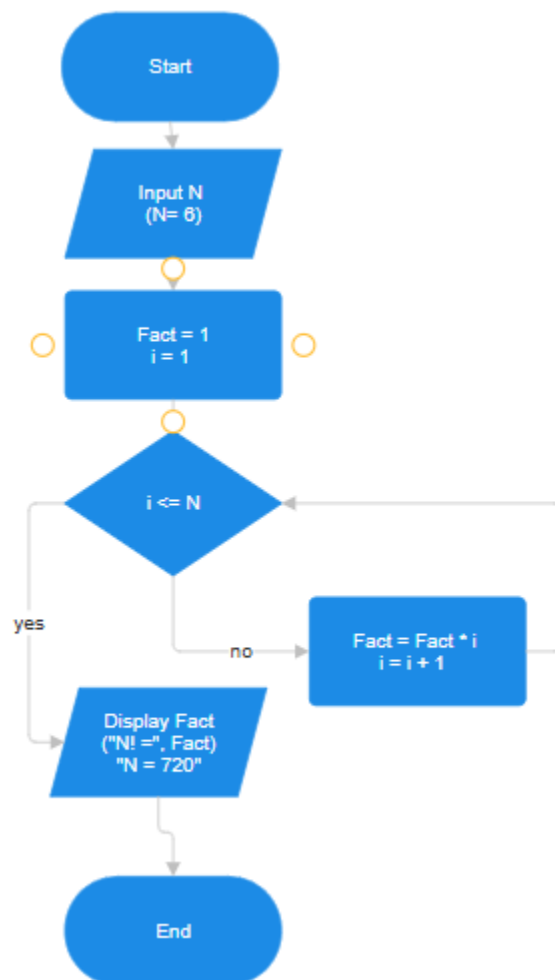 Start
Input N
(N= 6)
Fact = 1
i = 1
i <= N
yes
no
Fact = Fact * i
i = i + 1
Display Fact
("N! =", Fact)
"N = 720"
End